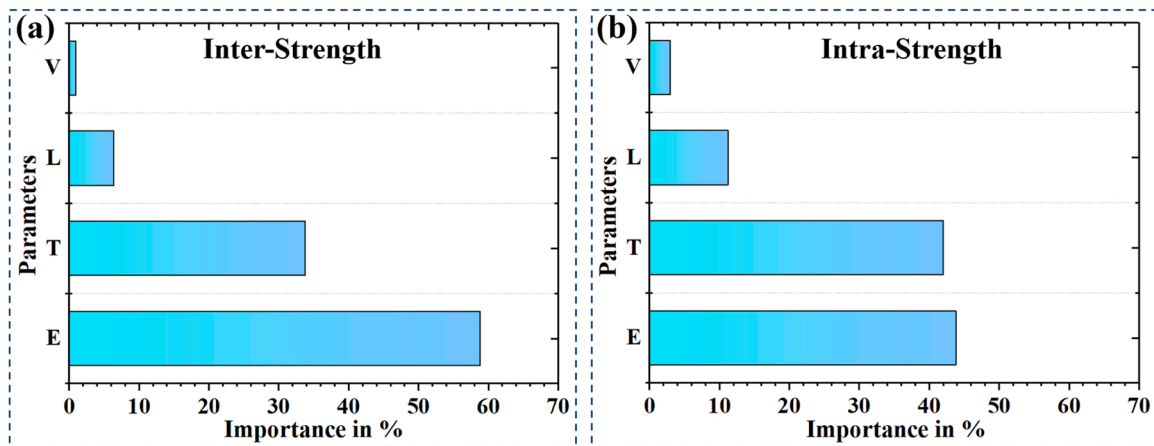 (a)
Inter-Strength
Parameters
V
L
T
E
0 10 20 30 40 50 60 70
Importance in %
(b)
Intra-Strength
Parameters
V
L
T
E
0 10 20 30 40 50 60 70
Importance in %